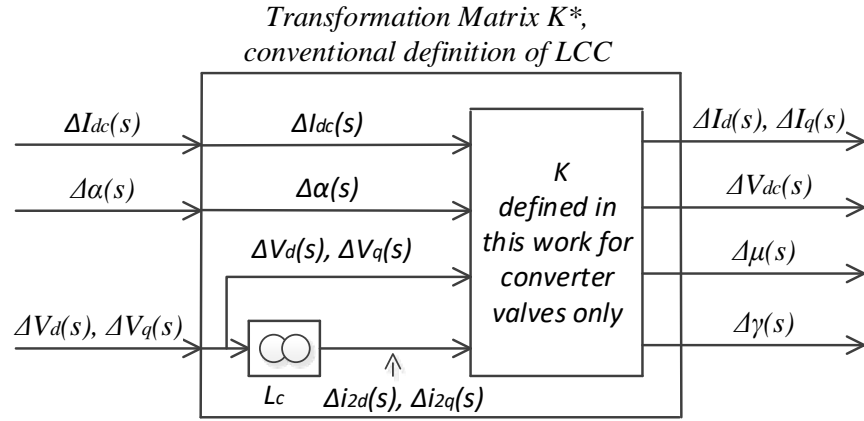 Transformation Matrix K*,
conventional definition of LCC
ΔIdc(s)
Δα(s)
ΔVd(s), ΔVq(s)
ΔIdc(s)
Δα(s)
ΔVd(s), ΔVq(s)
Lc
Δi2d(s), Δi2q(s)
K
defined in
this work for
converter
valves only
ΔId(s), ΔIq(s)
ΔVdc(s)
Δμ(s)
Δγ(s)